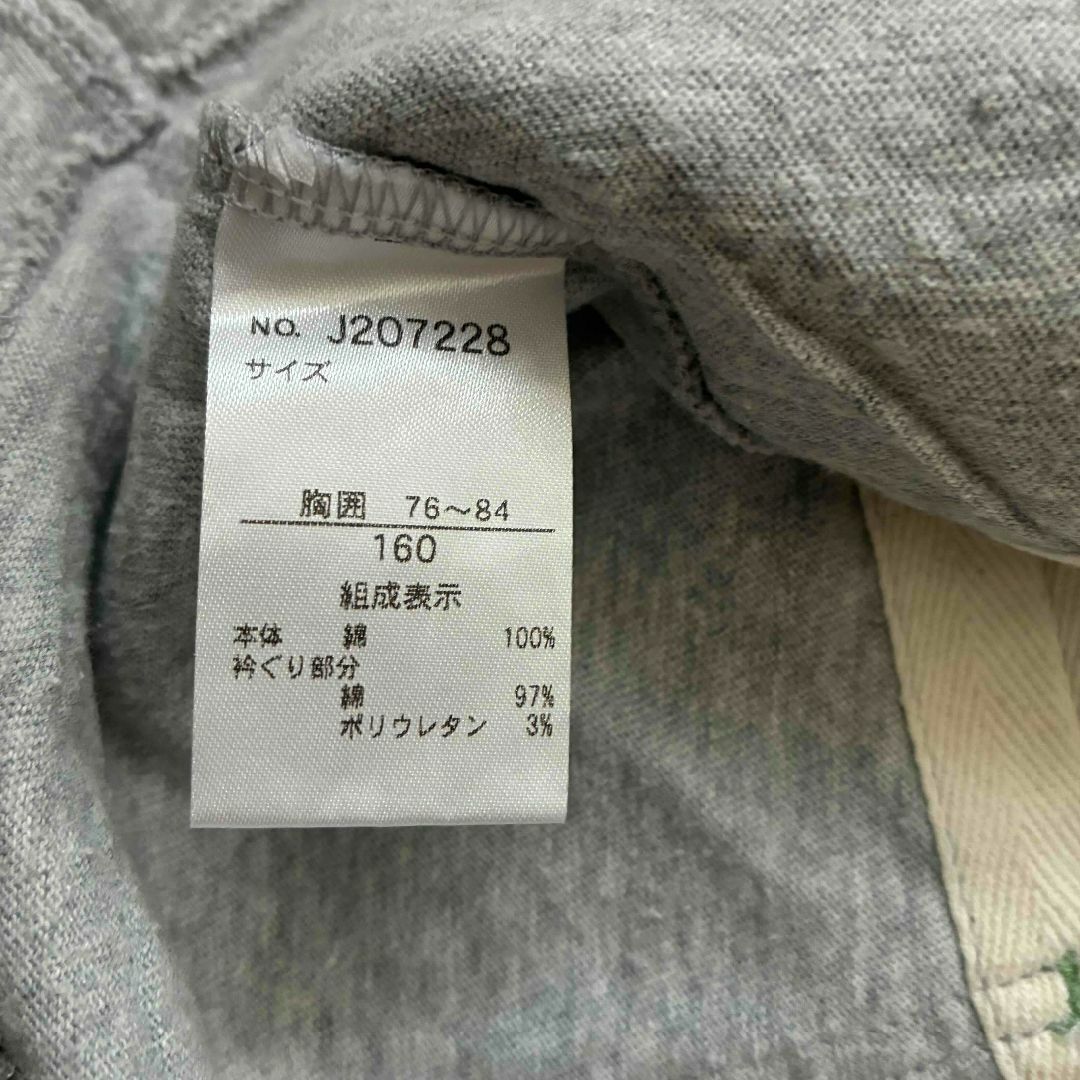 NO. J207228
サイズ
胸囲 76～84
160
組成表示
本体 綿 100%
衿ぐり部分
綿 97%
ポリウレタン 3%